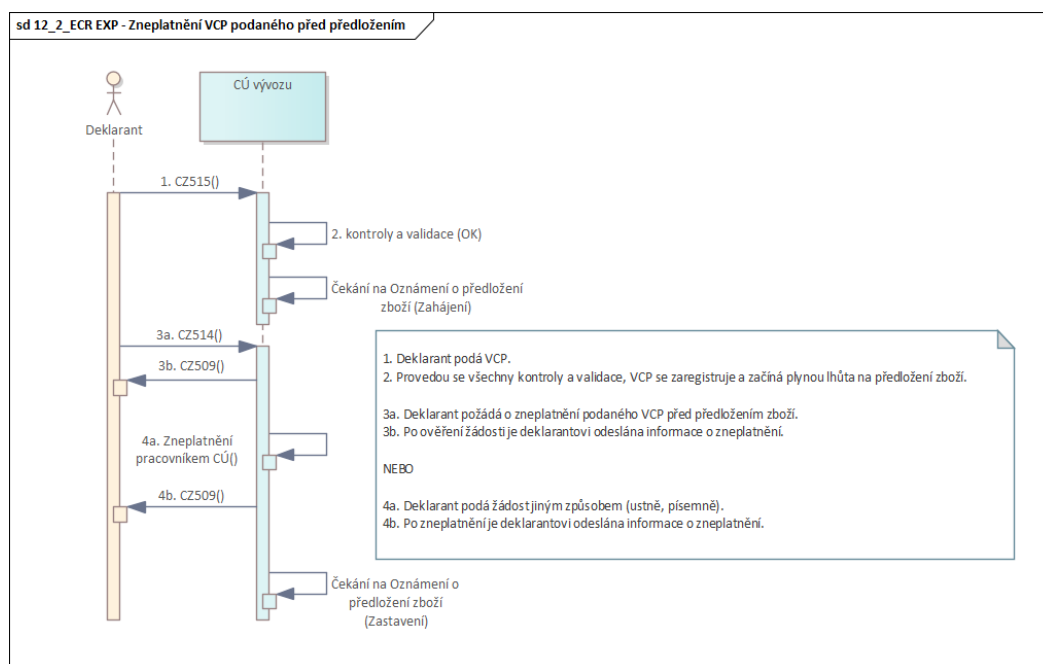 sd 12_2_ECR EXP - Zneplatnění VCP podaného před předložením
CÚ vývozu
Deklarant
1. CZ515()
2. kontroly a validace (OK)
Čekání na Oznámení o předložení
zboží (Zahájení)
3a. CZ514()
3b. CZ509()
1. Deklarant podá VCP.
2. Provedou se všechny kontroly a validace, VCP se zaregistruje a začíná plynou lhůta na předložení zboží.
3a. Deklarant požádá o zneplatnění podaného VCP před předložením zboží.
3b. Po ověření žádosti je deklarantovi odeslána informace o zneplatnění.
NEBO
4a. Deklarant podá žádost jiným způsobem (ustně, písemně).
4b. Po zneplatnění je deklarantovi odeslána informace o zneplatnění.
4a. Zneplatnění
pracovníkem CÚ()
4b. CZ509()
Čekání na Oznámení o
předložení zboží
(Zastavení)